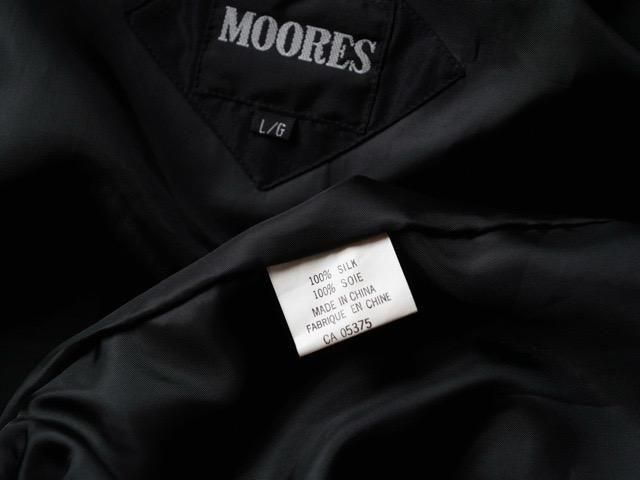 MOORES
L/G
100% SILK
100% SOIE
MADE IN CHINA
FABRIQUE EN CHINE
CA 05375